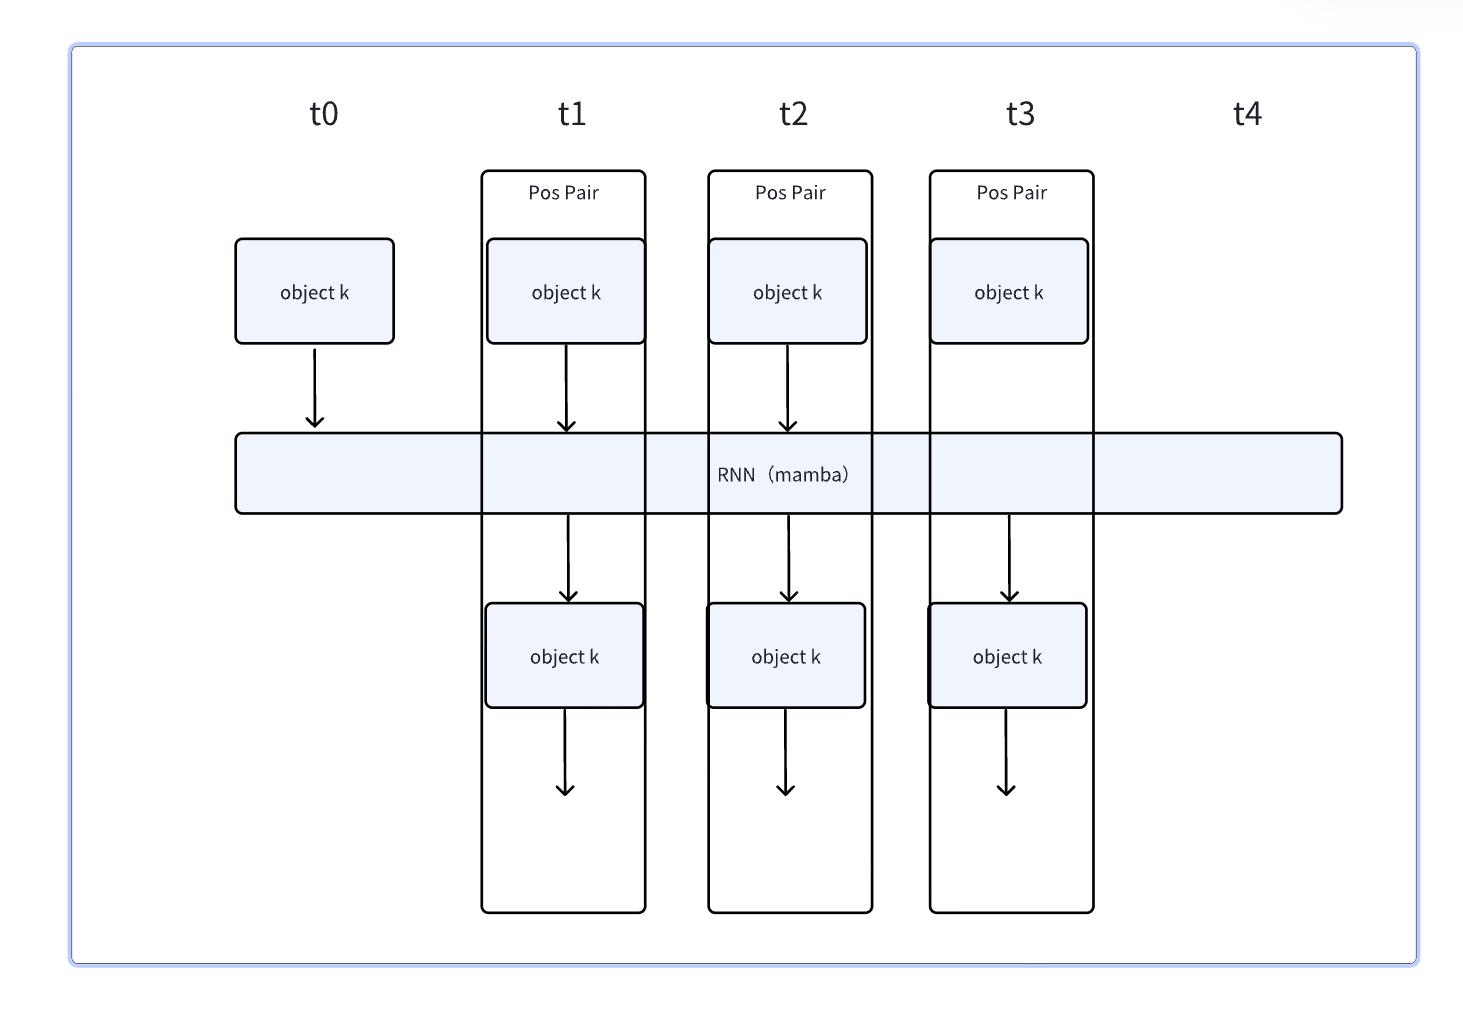 t0 t1 t2 t3 t4
Pos Pair Pos Pair Pos Pair
object k object k object k object k
RNN（mamba）
object k object k object k